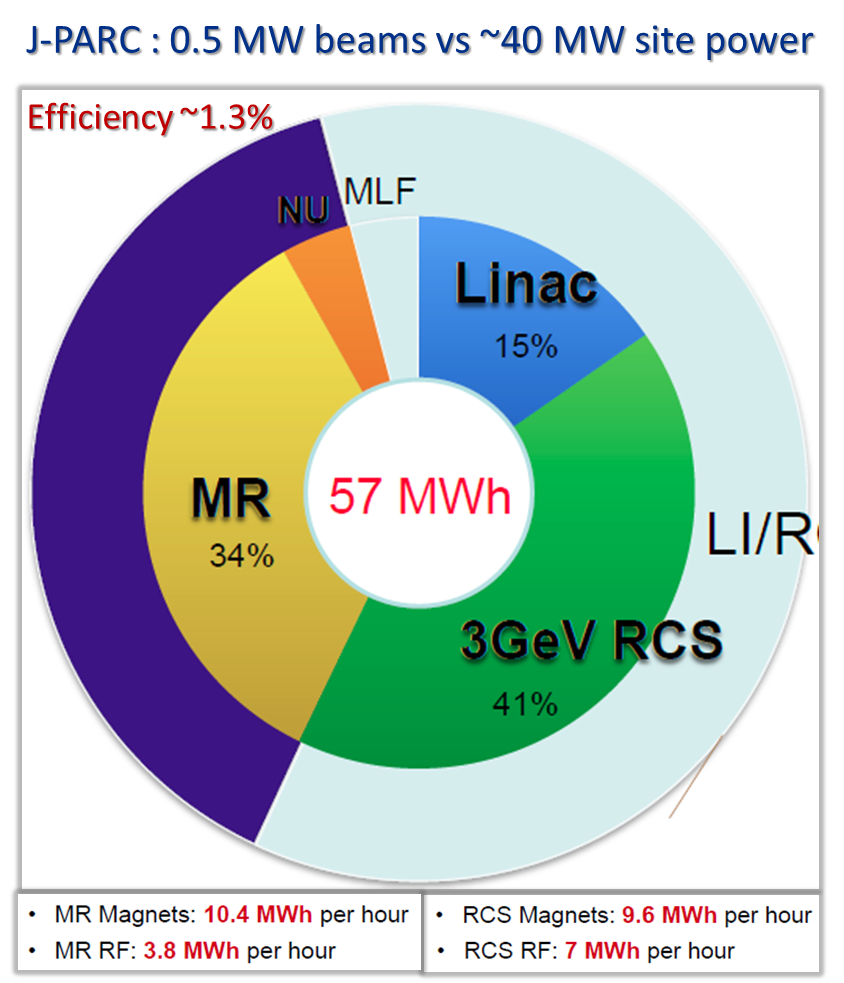 J-PARC : 0.5 MW beams vs ~40 MW site power
Efficiency ~1.3%
NU MLF
Linac
15%
MR
34%
57 MWh
LI/R
3GeV RCS
41%
• MR Magnets: 10.4 MWh per hour
• MR RF: 3.8 MWh per hour
• RCS Magnets: 9.6 MWh per hour
• RCS RF: 7 MWh per hour